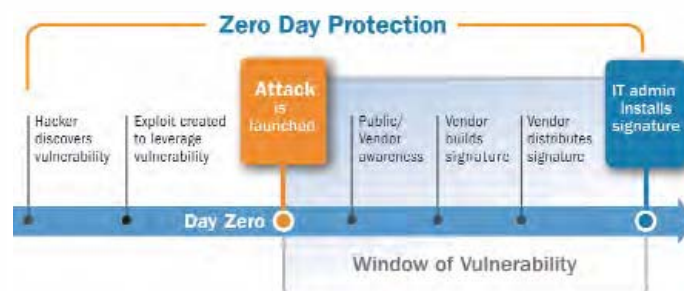 Zero Day Protection
Hacker
discovers
vulnerability
Exploit created
to leverage
vulnerability
Attack
is
launched
Public/
Vendor
awareness
Vendor
builds
signature
Vendor
distributes
signature
IT admin
Installs
signature
Day Zero
Window of Vulnerability